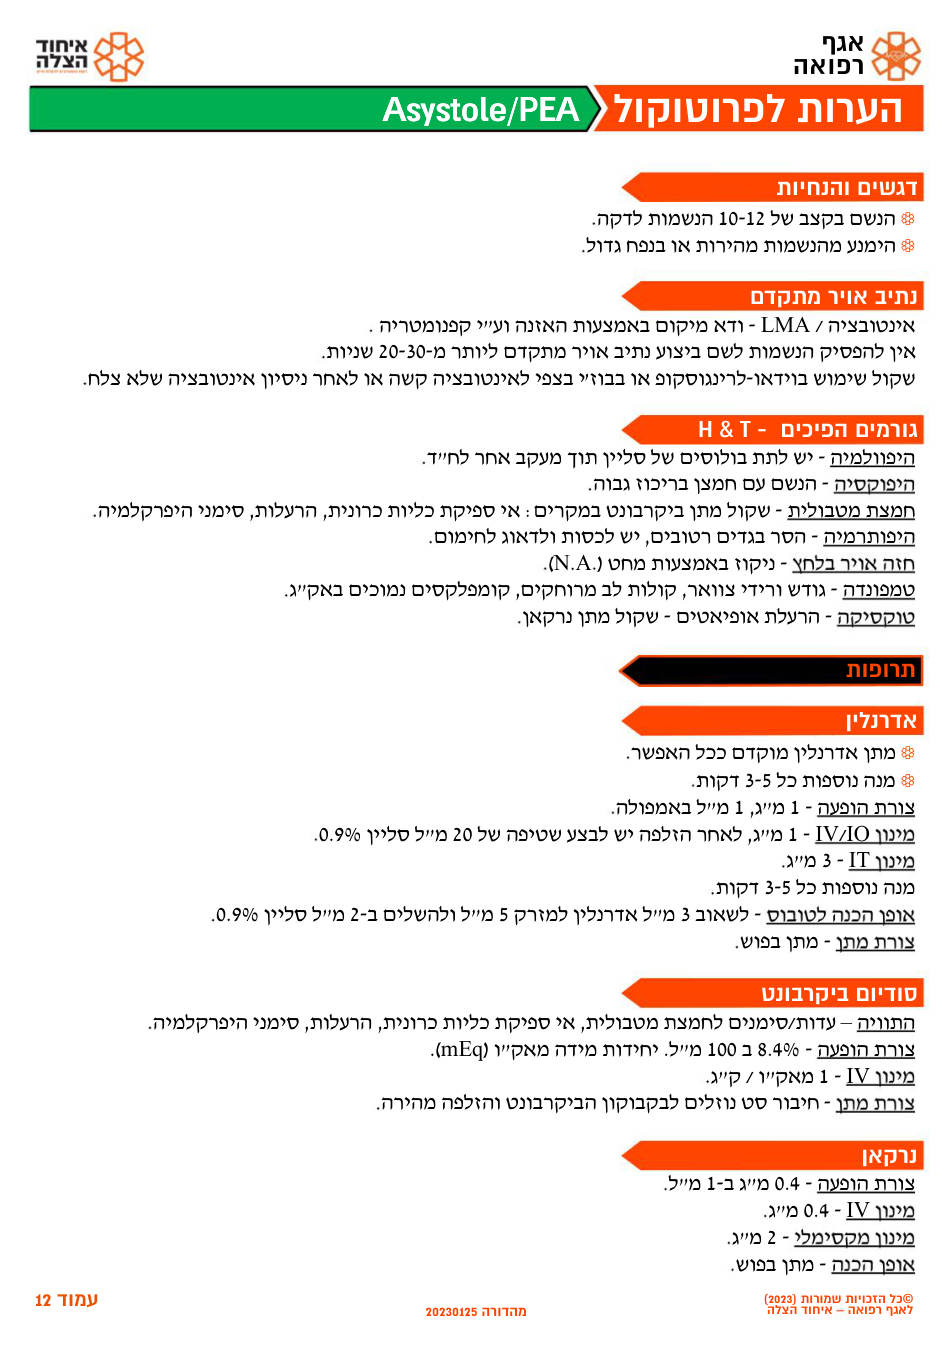 אגף
רפואה
איחוד
הצלה
הערות לפרוטוקול
Asystole/PEA
דגשים והנחיות
הנשם בקצב של 10-12 הנשמות לדקה.
הימנע מהנשמות מהירות או בנפח גדול.
נתיב אויר מתקדם
אינטובציה / LMA - ודא מיקום באמצעות האזנה וע״י קפנומטריה .
אין להפסיק הנשמות לשם ביצוע נתיב אויר מתקדם ליותר מ-20-30 שניות.
שקול שימוש בוידאו-לרינגוסקופ או בבוז׳י בצפי לאינטובציה קשה או לאחר ניסיון אינטובציה שלא צלח.
גורמים הפיכים - H & T
היפוולמיה - יש לתת בולוסים של סליין תוך מעקב אחר לח״ד.
היפוקסיה - הנשם עם חמצן בריכוז גבוה.
חמצת מטבולית - שקול מתן ביקרבונט במקרים : אי ספיקת כליות כרונית, הרעלות, סימני היפרקלמיה.
היפותרמיה - הסר בגדים רטובים, יש לכסות ולדאוג לחימום.
חזה אויר בלחץ - ניקוז באמצעות מחט (N.A.).
טמפונדה - גודש ורידי צוואר, קולות לב מרוחקים, קומפלקסים נמוכים באק״ג.
טוקסיקה - הרעלת אופיאטים - שקול מתן נרקאן.
תרופות
אדרנלין
מתן אדרנלין מוקדם ככל האפשר.
מנה נוספות כל 3-5 דקות.
צורת הופעה - 1 מ״ג, 1 מ״ל באמפולה.
מינון IV/IO - 1 מ״ג, לאחר הזלפה יש לבצע שטיפה של 20 מ״ל סליין 0.9%.
מינון IT - 3 מ״ג.
מנה נוספות כל 3-5 דקות.
אופן הכנה לטובוס - לשאוב 3 מ״ל אדרנלין למזרק 5 מ״ל ולהשלים ב-2 מ״ל סליין 0.9%.
צורת מתן - מתן בפוש.
סודיום ביקרבונט
התוויה – עדות/סימנים לחמצת מטבולית, אי ספיקת כליות כרונית, הרעלות, סימני היפרקלמיה.
צורת הופעה - 8.4% ב 100 מ״ל. יחידות מידה מאק״ו (mEq).
מינון IV - 1 מאק״ו / ק״ג.
צורת מתן - חיבור סט נוזלים לבקבוקון הביקרבונט והזלפה מהירה.
נרקאן
צורת הופעה - 0.4 מ״ג ב-1 מ״ל.
מינון IV - 0.4 מ״ג.
מינון מקסימלי - 2 מ״ג.
אופן הכנה - מתן בפוש.
©כל הזכויות שמורות (2023)
לאגף רפואה – איחוד הצלה
מהדורה 20230125
עמוד 12